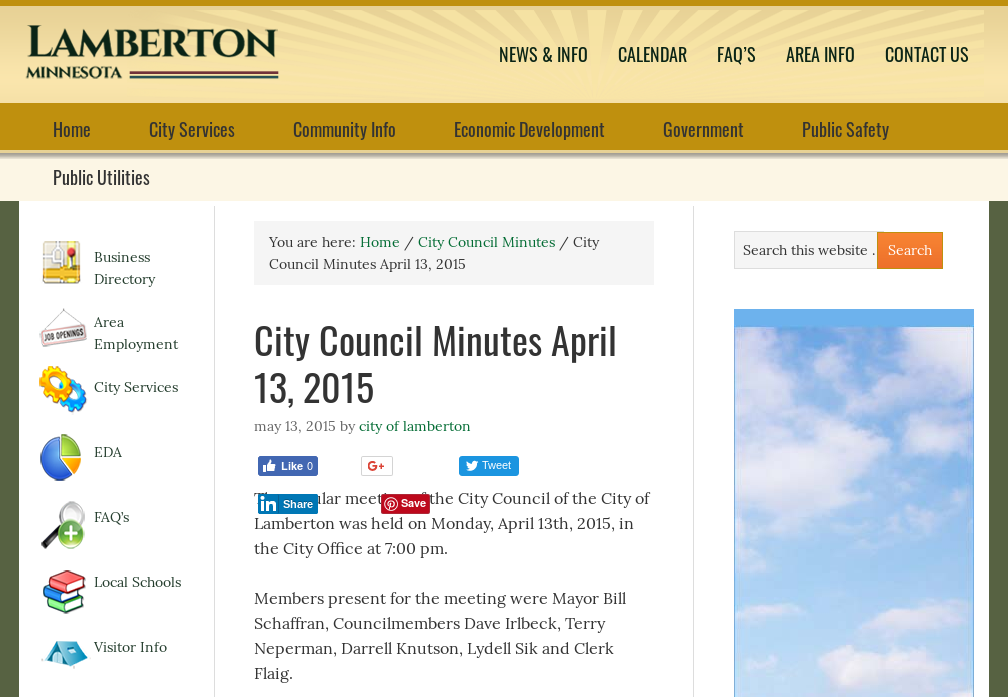 LAMBERTON
MINNESOTA
NEWS & INFO CALENDAR FAQ'S AREA INFO CONTACT US
Home City Services Community Info Economic Development Government Public Safety
Public Utilities
Business
Directory
JOB OPENINGS
Area
Employment
City Services
EDA
FAQ's
Local Schools
Visitor Info
You are here: Home / City Council Minutes / City
Council Minutes April 13, 2015
City Council Minutes April
13, 2015
may 13, 2015 by city of lamberton
Like 0 G+ Tweet
in Share Save
the City Council of the City of
Lamberton was held on Monday, April 13th, 2015, in
the City Office at 7:00 pm.
Members present for the meeting were Mayor Bill
Schaffran, Councilmembers Dave Irlbeck, Terry
Neperman, Darrell Knutson, Lydell Sik and Clerk
Flaig.
Search this website . Search